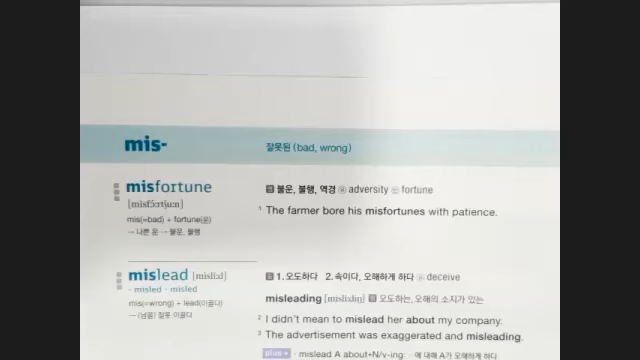 mis-
잘못된 (bad, wrong)
misfortune
[misfɔ́ːrtʃuːn]
mis(=bad) + fortune(운)
→ 나쁜 운 → 불운, 불행
명 불운, 불행, 역경 유 adversity 반 fortune
1 The farmer bore his misfortunes with patience.
mislead [mislíːd]
- misled - misled
mis(=wrong) + lead(이끌다)
→ (남을) 잘못 이끌다
동 1. 오도하다 2. 속이다, 오해하게 하다 유 deceive
misleading [mislíːdiŋ] 형 오도하는, 오해의 소지가 있는
2 I didn't mean to mislead her about my company.
3 The advertisement was exaggerated and misleading.
plus + · mislead A about+N/v-ing: …에 대해 A가 오해하게 하다